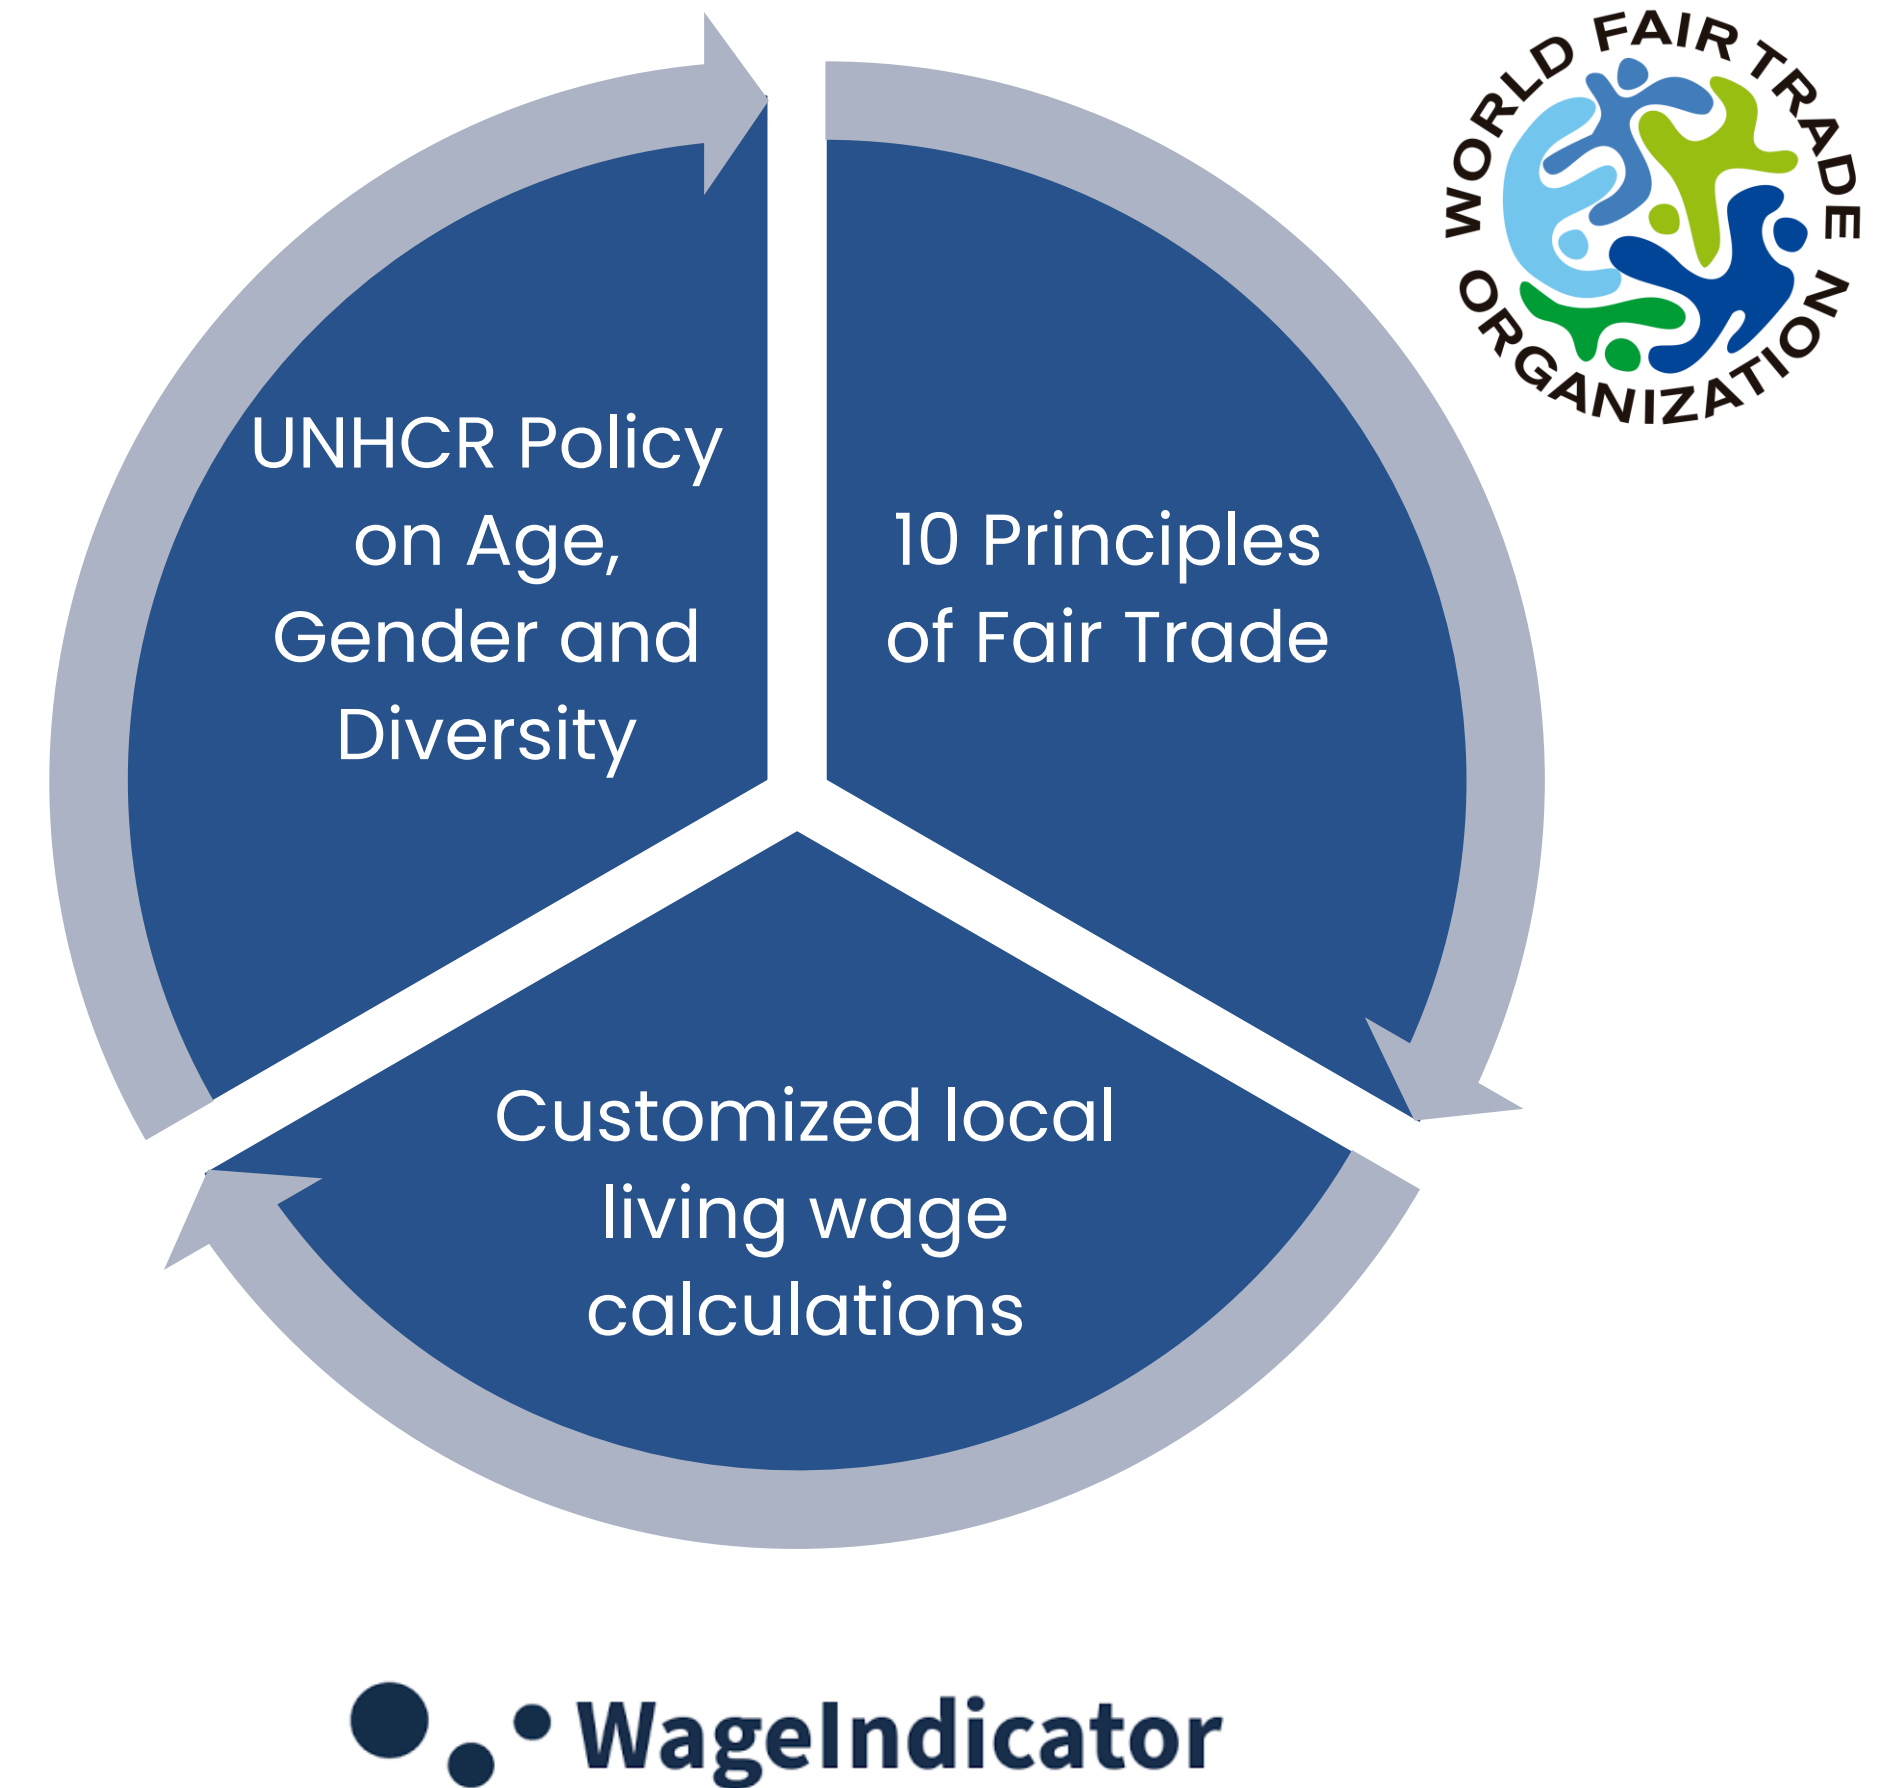 WORLD FAIR TRADE
ORGANIZATION
UNHCR Policy
on Age,
Gender and
Diversity
10 Principles
of Fair Trade
Customized local
living wage
calculations
WageIndicator